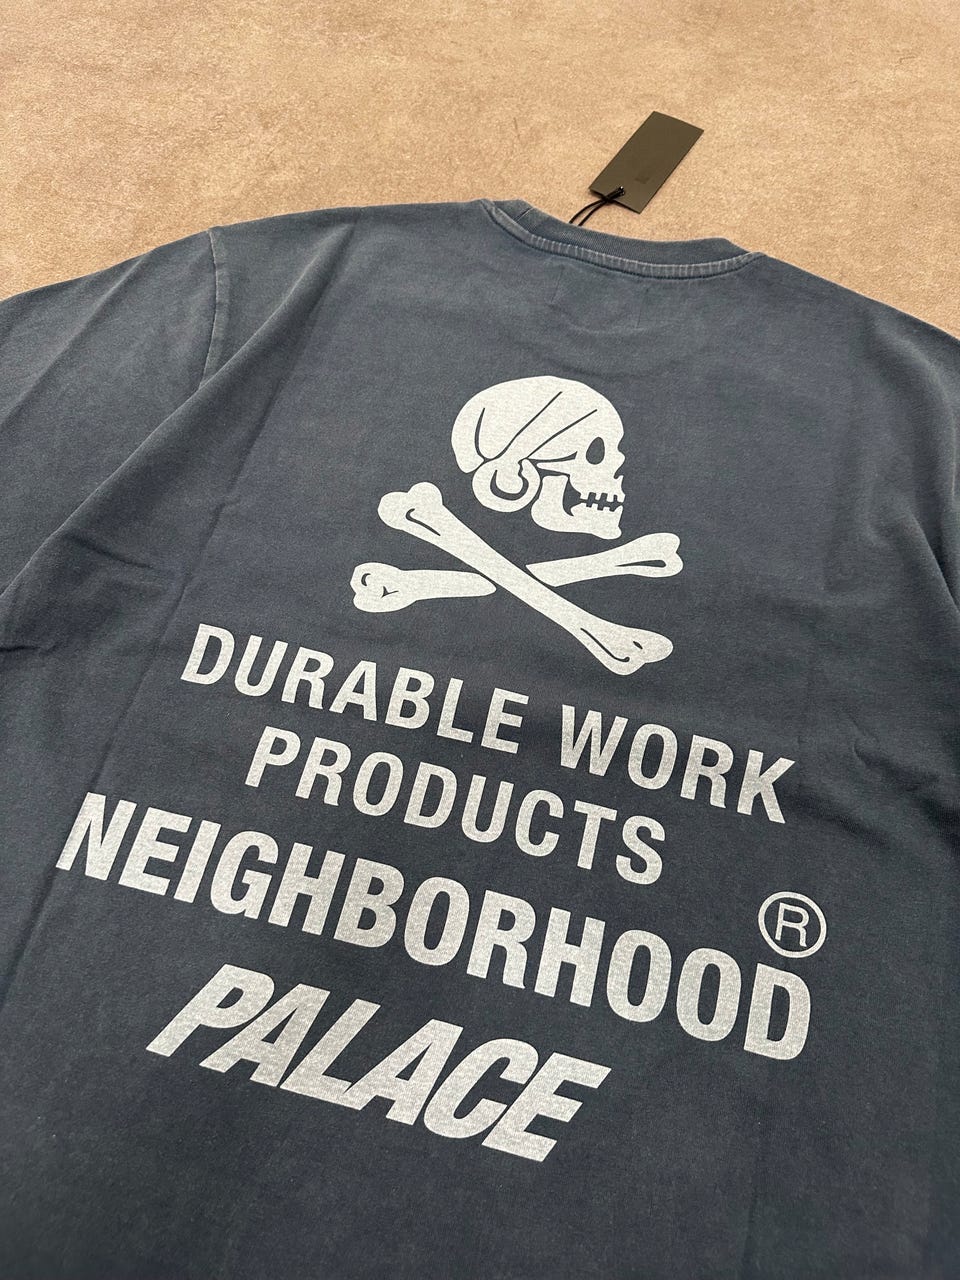 DURABLE WORK
PRODUCTS
NEIGHBORHOOD®
PALACE